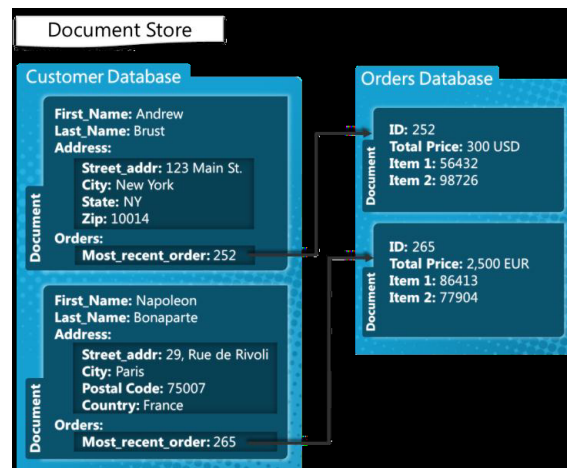 Document Store
Customer Database
First_Name: Andrew
Last_Name: Brust
Address:
Street_addr: 123 Main St.
City: New York
State: NY
Zip: 10014
Orders:
Most_recent_order: 252
Document
First_Name: Napoleon
Last_Name: Bonaparte
Address:
Street_addr: 29, Rue de Rivoli
City: Paris
Postal Code: 75007
Country: France
Orders:
Most_recent_order: 265
Document
Orders Database
ID: 252
Total Price: 300 USD
Item 1: 56432
Item 2: 98726
Document
ID: 265
Total Price: 2,500 EUR
Item 1: 86413
Item 2: 77904
Document